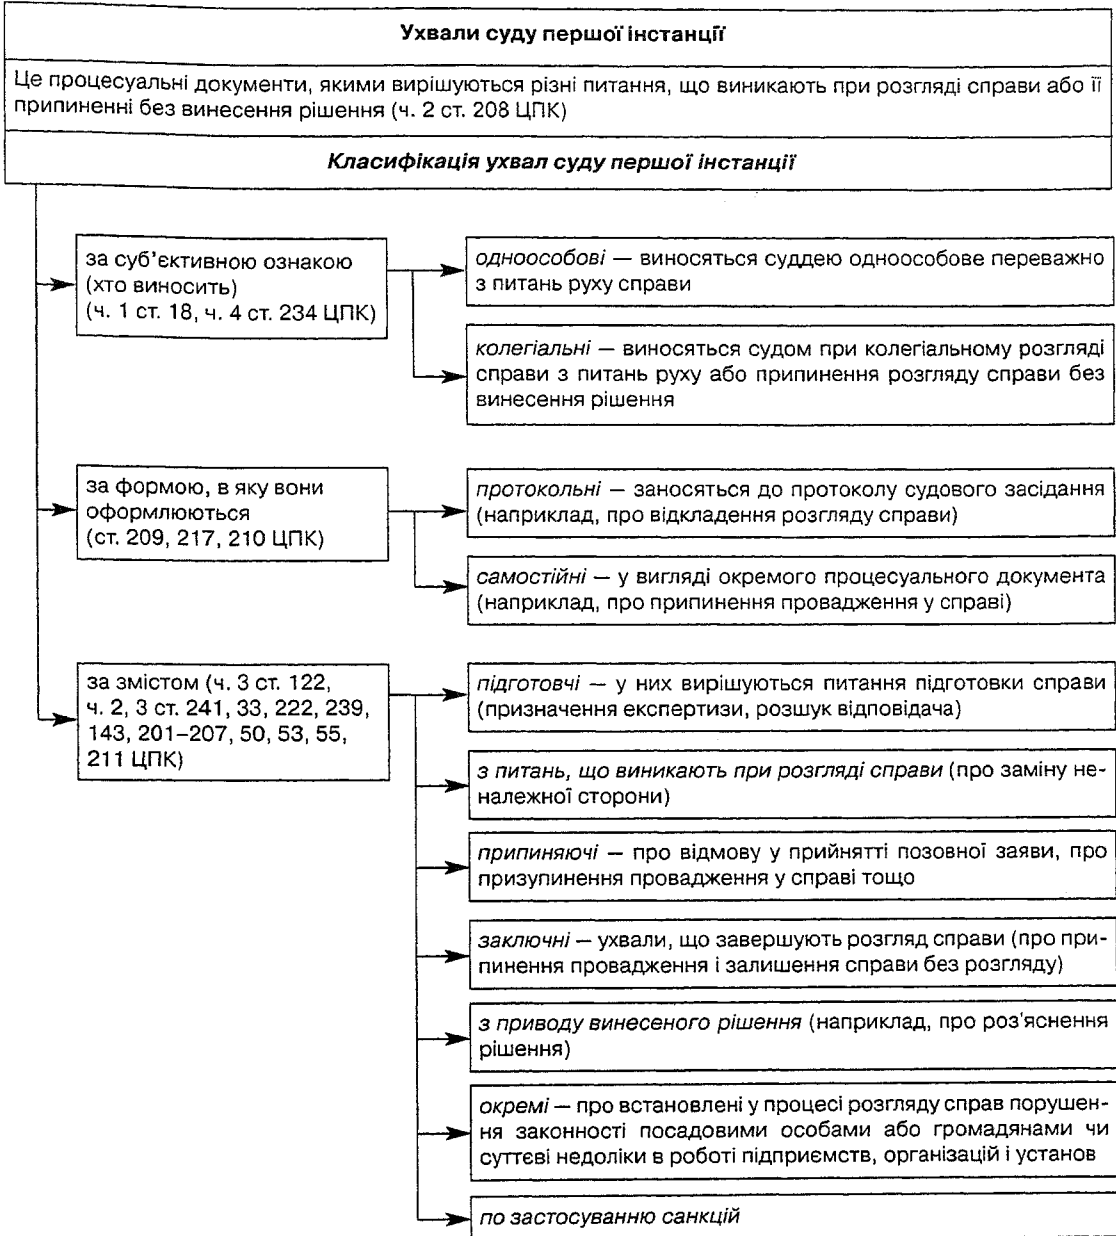 Ухвали суду першої інстанції
Це процесуальні документи, якими вирішуються різні питання, що виникають при розгляді справи або її
припиненні без винесення рішення (ч. 2 ст. 208 ЦПК)
Класифікація ухвал суду першої інстанції
за суб'єктивною ознакою
(хто виносить)
(ч. 1 ст. 18, ч. 4 ст. 234 ЦПК)
одноособові — виносяться суддею одноособове переважно
з питань руху справи
колегіальні — виносяться судом при колегіальному розгляді
справи з питань руху або припинення розгляду справи без
винесення рішення
за формою, в яку вони
оформлюються
(ст. 209, 217, 210 ЦПК)
протокольні — заносяться до протоколу судового засідання
(наприклад, про відкладення розгляду справи)
самостійні — у вигляді окремого процесуального документа
(наприклад, про припинення провадження у справі)
за змістом (ч. 3 ст. 122,
ч. 2, 3 ст. 241, 33, 222, 239,
143, 201–207, 50, 53, 55,
211 ЦПК)
підготовчі — у них вирішуються питання підготовки справи
(призначення експертизи, розшук відповідача)
з питань, що виникають при розгляді справи (про заміну не-
належної сторони)
припиняючі — про відмову у прийнятті позовної заяви, про
призупинення провадження у справі тощо
заключні — ухвали, що завершують розгляд справи (про при-
пинення провадження і залишення справи без розгляду)
з приводу винесеного рішення (наприклад, про роз'яснення
рішення)
окремі — про встановлені у процесі розгляду справ порушен-
ня законності посадовими особами або громадянами чи
суттєві недоліки в роботі підприємств, організацій і установ
по застосуванню санкцій